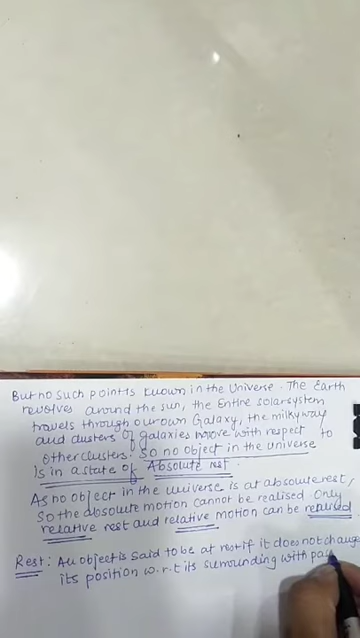 But no such point is known in the Universe. The Earth
revolves around the sun, the Entire solar system
travels through our own Galaxy, the milky way
and clusters of galaxies move with respect to
other clusters. So no object in the universe
is in a state of Absolute rest.
As no object in the universe is at absolute rest,
so the absolute motion cannot be realised only
relative rest and relative motion can be realised
Rest: An object is said to be at rest if it does not change
its position w.r.t its surrounding with pa